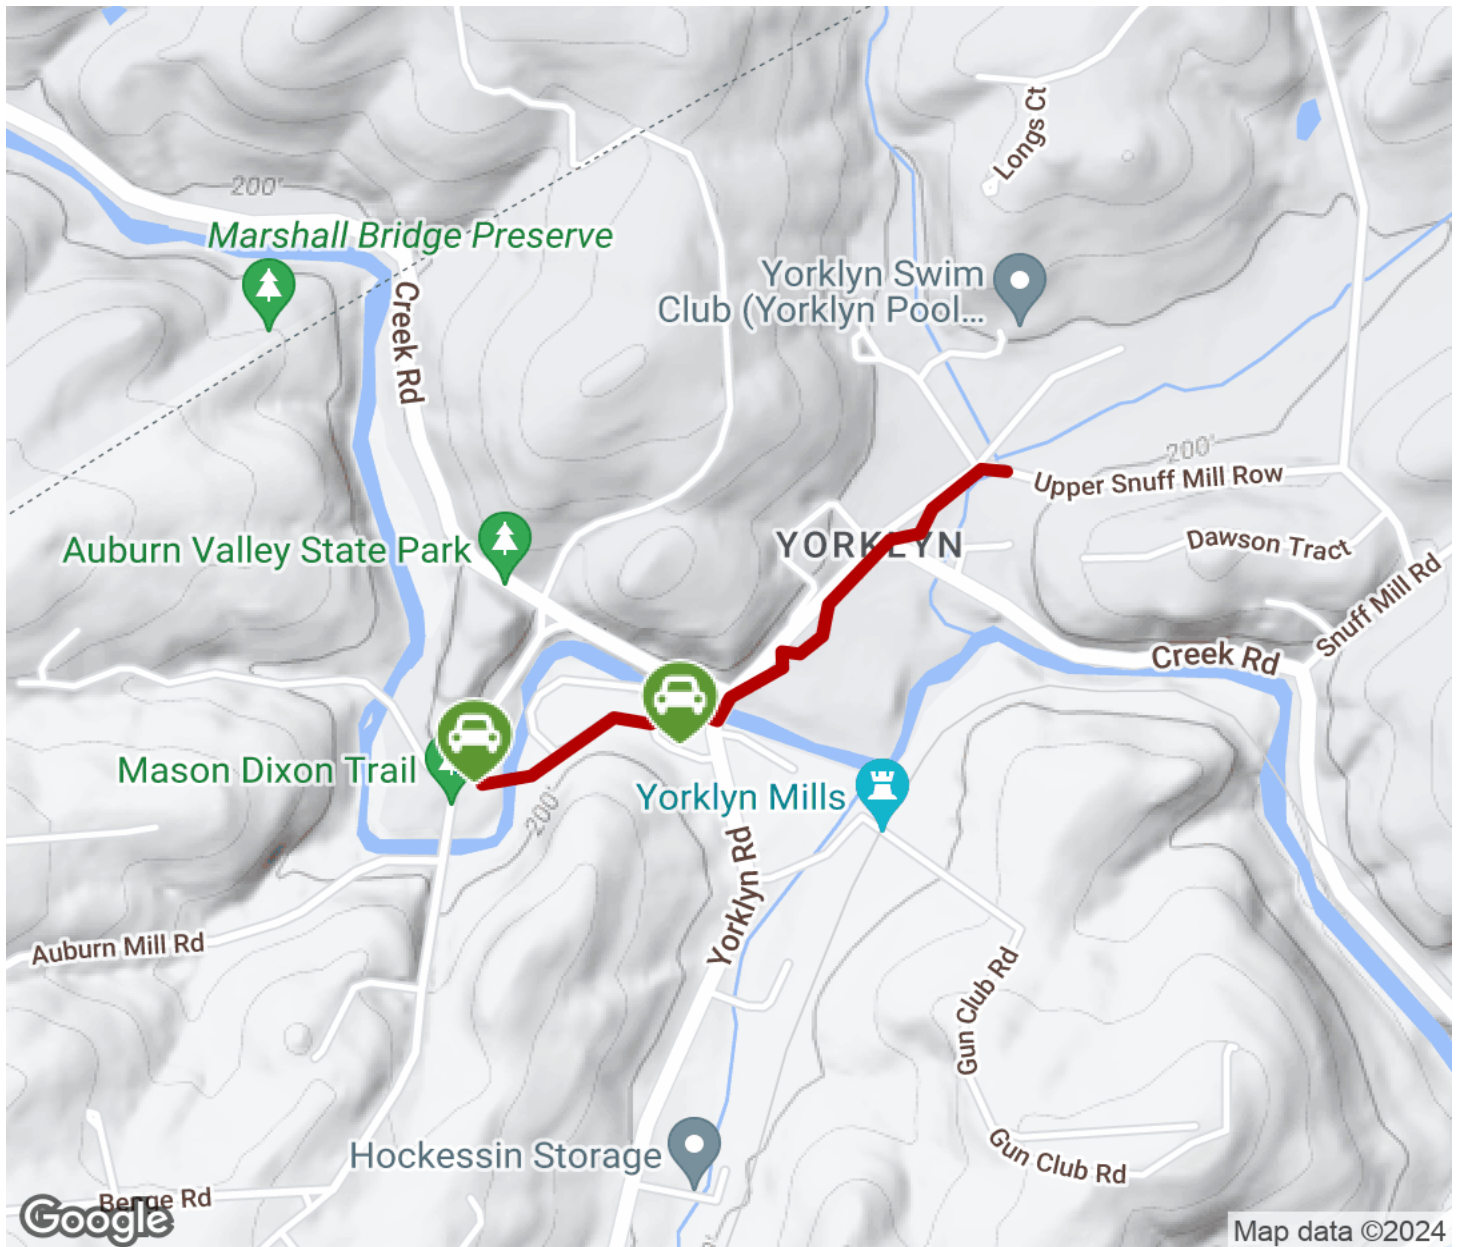 200'
Marshall Bridge Preserve
Creek Rd
Longs Ct
Yorklyn Swim
Club (Yorklyn Pool...
200'
Upper Snuff Mill Row
Auburn Valley State Park
YORKLYN
Dawson Tract
Snuff Mill Rd
Creek Rd
Mason Dixon Trail
200'
Yorklyn Mills
Yorklyn Rd
Auburn Mill Rd
Gun Club Rd
Hockessin Storage
Gun Club Rd
Berge Rd
Google
Map data ©2024